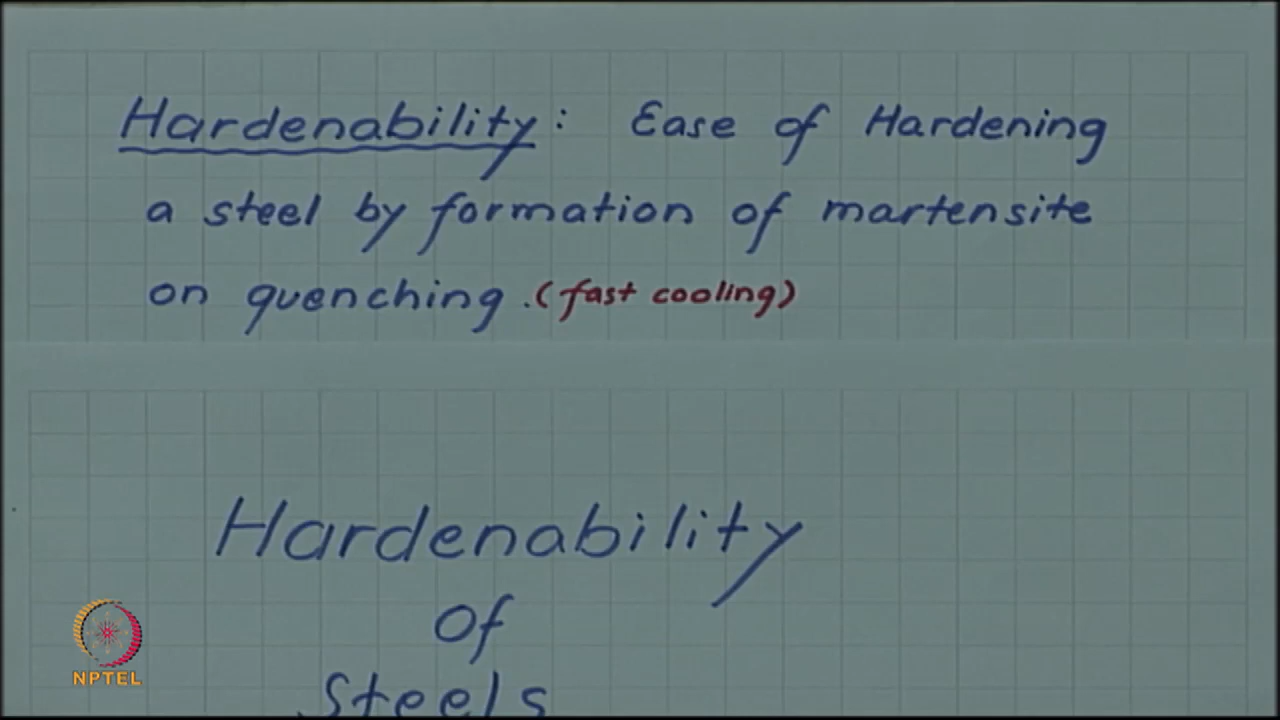 Hardenability: Ease of Hardening
a steel by formation of martensite
on quenching. (fast cooling)
Hardenability
Of
Steels
NPTEL